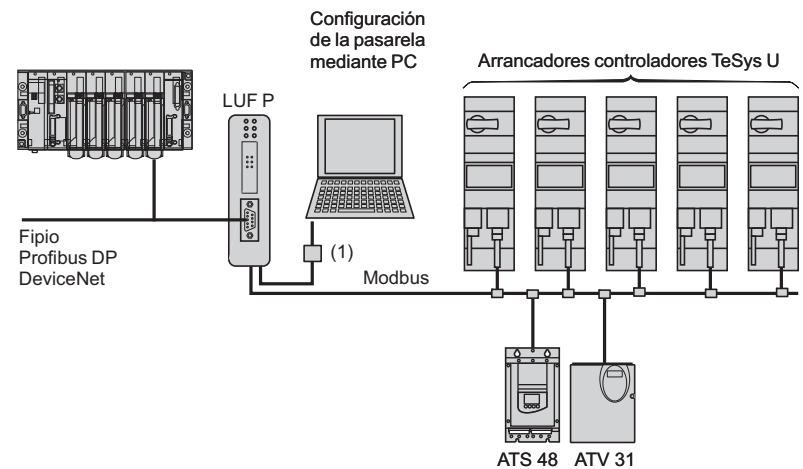 Configuración
de la pasarela
mediante PC
Arrancadores controladores TeSys U
LUF P
(1)
Fipio
Profibus DP
DeviceNet
Modbus
ATS 48
ATV 31